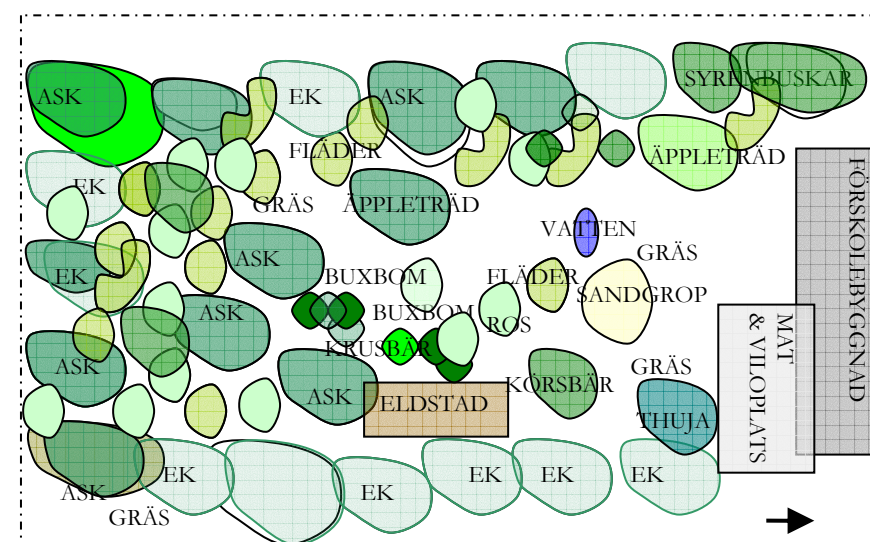 SYRENBUSKAR
ASK
EK
ASK
FLÄDER
ÄPPLETRÄD
EK
GRÄS
ÄPPLETRÄD
VATTEN
GRÄS
ASK
EK
BUXBOM
FLÄDER
SANDGROP
ASK
BUXBOM
ROS
KRUSBÄR
ASK
GRÄS
ASK
ELDSTAD
KÖRSBÄR
THUJA
MAT
& VILOPLATS
FÖRSKOLEBYGGNAD
EK
EK
EK
EK
EK
ASK
GRÄS